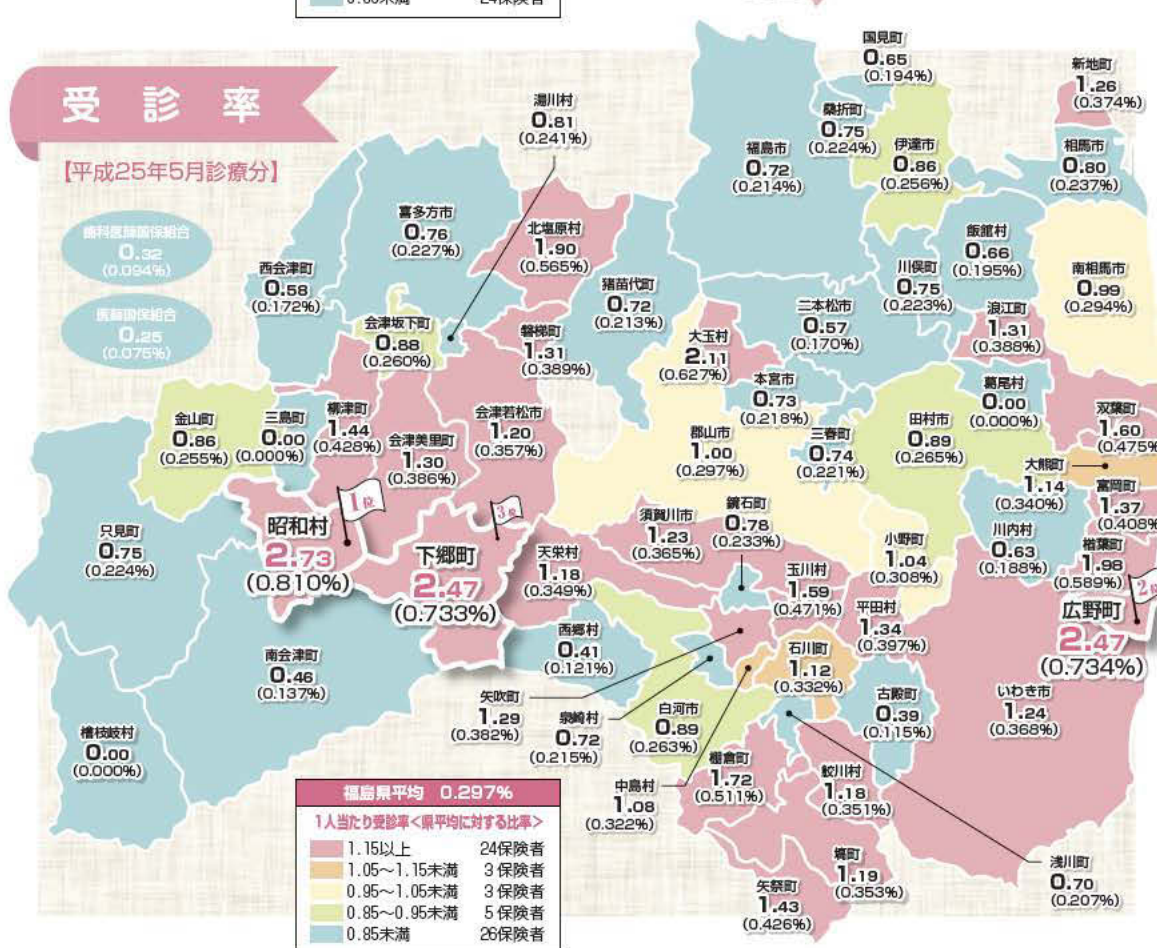 0.85未満 24保険者
受診率
【平成25年5月診療分】
歯科医師国保組合
0.32
(0.094%)
医師国保組合
0.25
(0.075%)
国見町
0.65
(0.194%)
新地町
1.26
(0.374%)
湯川村
0.81
(0.241%)
桑折町
0.75
(0.224%)
伊達市
0.86
(0.256%)
相馬市
0.80
(0.237%)
福島市
0.72
(0.214%)
喜多方市
0.76
(0.227%)
北塩原村
1.90
(0.565%)
飯舘村
0.66
(0.195%)
南相馬市
0.99
(0.294%)
西会津町
0.58
(0.172%)
猪苗代町
0.72
(0.213%)
川俣町
0.75
(0.223%)
二本松市
0.57
(0.170%)
浪江町
1.31
(0.388%)
会津坂下町
0.88
(0.260%)
磐梯町
1.31
(0.389%)
大玉村
2.11
(0.627%)
本宮市
0.73
(0.218%)
葛尾村
0.00
(0.000%)
双葉町
1.60
(0.475%)
金山町
0.86
(0.255%)
三島町
0.00
(0.000%)
柳津町
1.44
(0.428%)
会津美里町
1.30
(0.386%)
会津若松市
1.20
(0.357%)
郡山市
1.00
(0.297%)
三春町
0.74
(0.221%)
田村市
0.89
(0.265%)
大熊町
1.14
(0.340%)
富岡町
1.37
(0.408%)
只見町
0.75
(0.224%)
昭和村
2.73
(0.810%)
1位
下郷町
2.47
(0.733%)
3位
天栄村
1.18
(0.349%)
須賀川市
1.23
(0.365%)
鏡石町
0.78
(0.233%)
玉川村
1.59
(0.471%)
小野町
1.04
(0.308%)
川内村
0.63
(0.188%)
楢葉町
1.98
(0.589%)
広野町
2.47
(0.734%)
2位
平田村
1.34
(0.397%)
南会津町
0.46
(0.137%)
西郷村
0.41
(0.121%)
石川町
1.12
(0.332%)
古殿町
0.39
(0.115%)
いわき市
1.24
(0.368%)
檜枝岐村
0.00
(0.000%)
矢吹町
1.29
(0.382%)
泉崎村
0.72
(0.215%)
白河市
0.89
(0.263%)
棚倉町
1.72
(0.511%)
中島村
1.08
(0.322%)
鮫川村
1.18
(0.351%)
塙町
1.19
(0.353%)
矢祭町
1.43
(0.426%)
浅川町
0.70
(0.207%)
福島県平均 0.297%
1人当たり受診率<県平均に対する比率>
1.15以上 24保険者
1.05～1.15未満 3保険者
0.95～1.05未満 3保険者
0.85～0.95未満 5保険者
0.85未満 26保険者